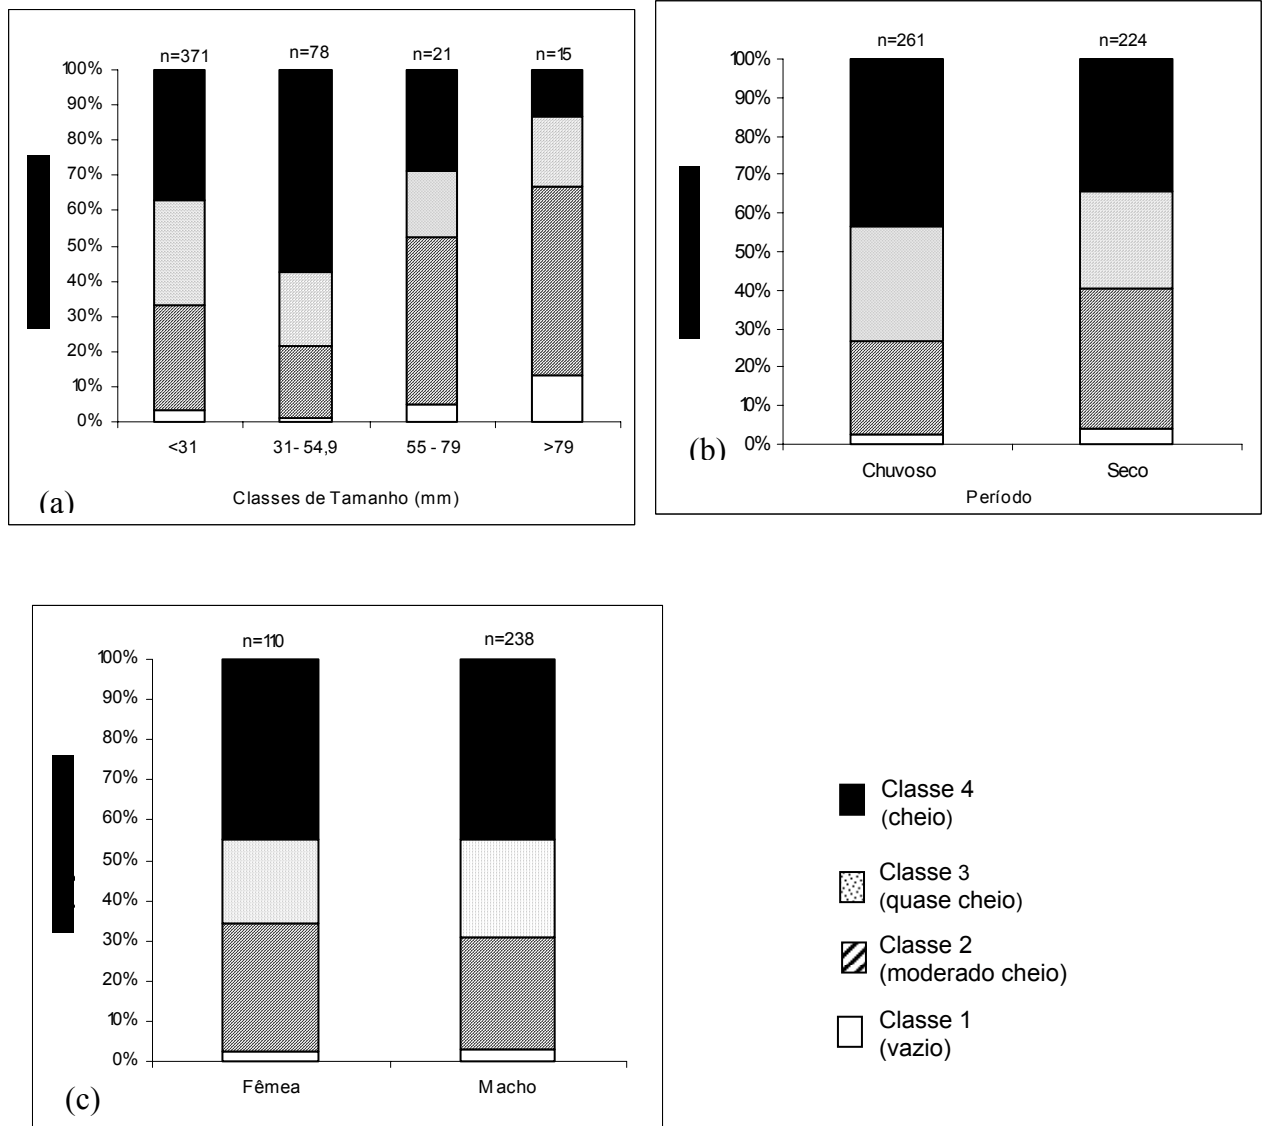 n=371 n=78 n=21 n=15
100%
90%
80%
70%
60%
50%
40%
30%
20%
10%
0%
<31 31-54,9 55-79 >79
Classes de Tamanho (mm)
(a)
n=261 n=224
100%
90%
80%
70%
60%
50%
40%
30%
20%
10%
0%
Chuvoso Seco
Período
(b)
n=110 n=238
100%
90%
80%
70%
60%
50%
40%
30%
20%
10%
0%
Fêmea Macho
(c)
Classe 4
(cheio)
Classe 3
(quase cheio)
Classe 2
(moderado cheio)
Classe 1
(vazio)